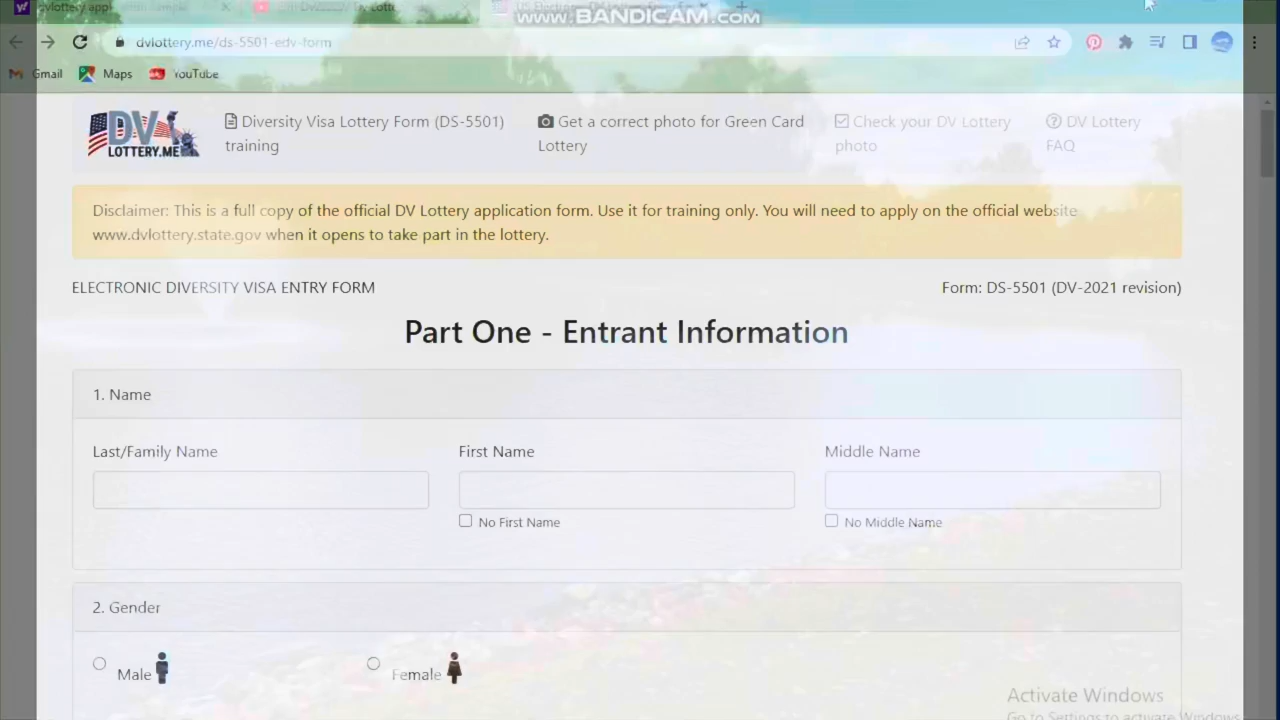 www.BANDICAM.com
dvlottery appl
dvlottery.me/ds-5501-edv-form
Gmail Maps YouTube
DV LOTTERY.ME
Diversity Visa Lottery Form (DS-5501) training
Get a correct photo for Green Card Lottery
Check your DV Lottery photo
DV Lottery FAQ
Disclaimer: This is a full copy of the official DV Lottery application form. Use it for training only. You will need to apply on the official website
www.dvlottery.state.gov when it opens to take part in the lottery.
ELECTRONIC DIVERSITY VISA ENTRY FORM Form: DS-5501 (DV-2021 revision)
Part One - Entrant Information
1. Name
Last/Family Name First Name Middle Name
No First Name No Middle Name
2. Gender
Male Female
Activate Windows
Go to Settings to activate Windows